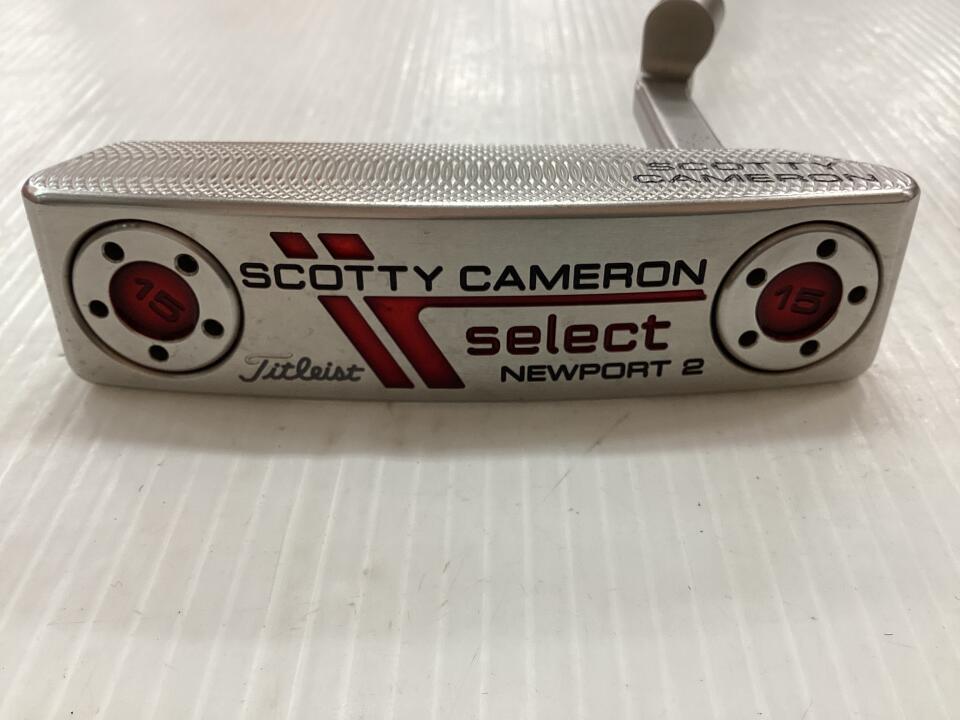 SCOTTY
CAMERON
SCOTTY CAMERON
select
NEWPORT 2
Titleist
15
15